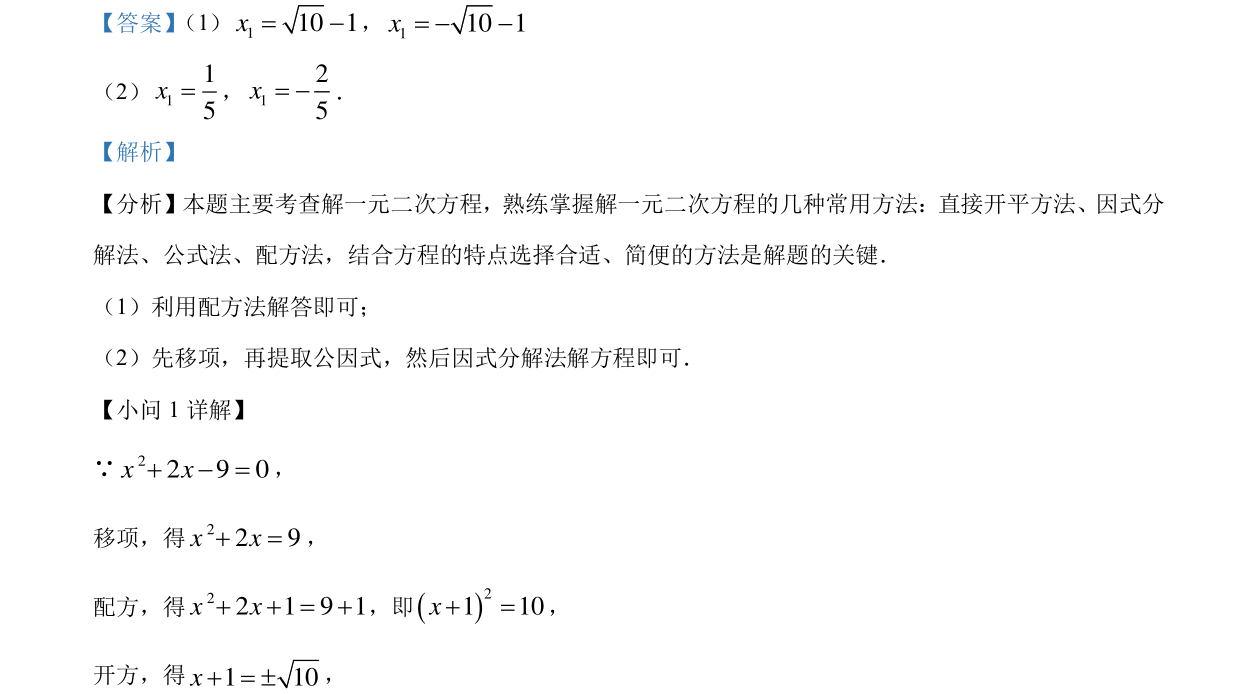 【答案】（1）x₁ = √10 −1，x₁ = −√10 −1
（2）x₁ = 1/5，x₁ = −2/5．
【解析】
【分析】本题主要考查解一元二次方程，熟练掌握解一元二次方程的几种常用方法：直接开平方法、因式分
解法、公式法、配方法，结合方程的特点选择合适、简便的方法是解题的关键．
（1）利用配方法解答即可；
（2）先移项，再提取公因式，然后因式分解法解方程即可．
【小问 1 详解】
∵ x²+2x−9=0，
移项，得 x²+2x=9，
配方，得 x²+2x+1=9+1，即(x+1)²=10，
开方，得 x+1=±√10，